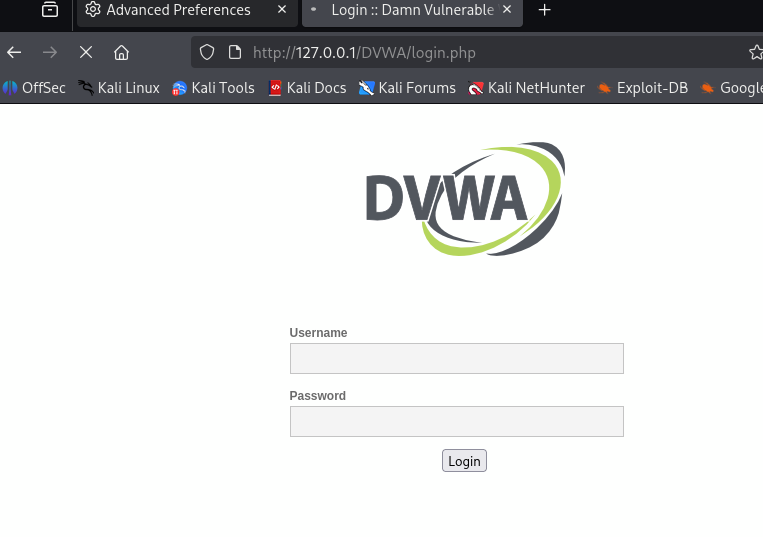 Advanced Preferences
Login :: Damn Vulnerable
http://127.0.0.1/DVWA/login.php
OffSec Kali Linux Kali Tools Kali Docs Kali Forums Kali NetHunter Exploit-DB Google
DVWA
Username
Password
Login